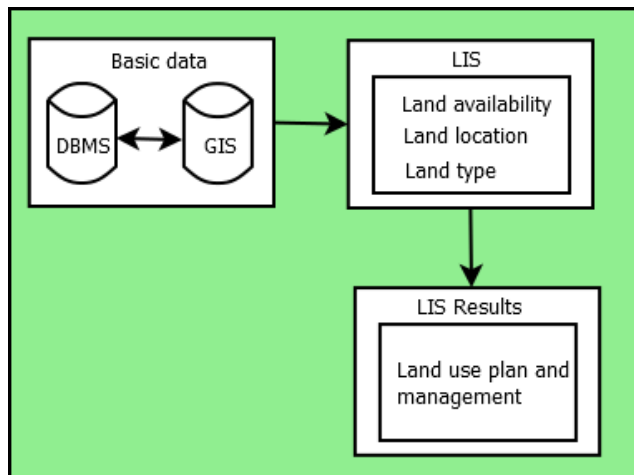 Basic data
DBMS
GIS
LIS
Land availability
Land location
Land type
LIS Results
Land use plan and
management